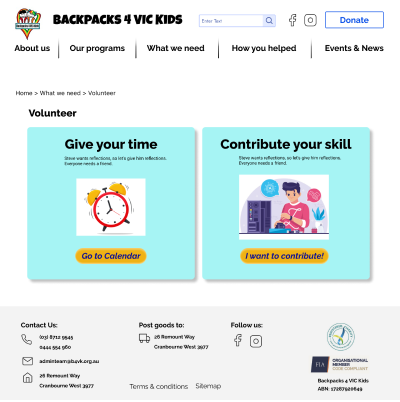 BACKPACKS 4 VIC KIDS
Enter Text
Donate
About us
Our programs
What we need
How you helped
Events & News
Home > What we need > Volunteer
Volunteer
Give your time
Steve wants reflections, so let's give him reflections.
Everyone needs a friend.
Go to Calendar
Contribute your skill
Steve wants reflections, so let's give him reflections.
Everyone needs a friend.
I want to contribute!
Contact Us:
(03) 8712 9545
0444 554 960
adminteam@b4vk.org.au
26 Remount Way
Cranbourne West 3977
Post goods to:
26 Remount Way
Cranbourne West 3977
Follow us:
Terms & conditions
Sitemap
FIA
ORGANISATIONAL
MEMBER
CODE COMPLIANT
Backpacks 4 VIC Kids
ABN: 17287920649